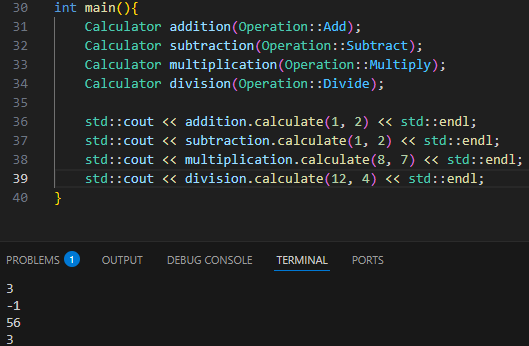 30 int main(){
31     Calculator addition(Operation::Add);
32     Calculator subtraction(Operation::Subtract);
33     Calculator multiplication(Operation::Multiply);
34     Calculator division(Operation::Divide);
35
36     std::cout << addition.calculate(1, 2) << std::endl;
37     std::cout << subtraction.calculate(1, 2) << std::endl;
38     std::cout << multiplication.calculate(8, 7) << std::endl;
39     std::cout << division.calculate(12, 4) << std::endl;
40 }
PROBLEMS 1 OUTPUT DEBUG CONSOLE TERMINAL PORTS
3
-1
56
3